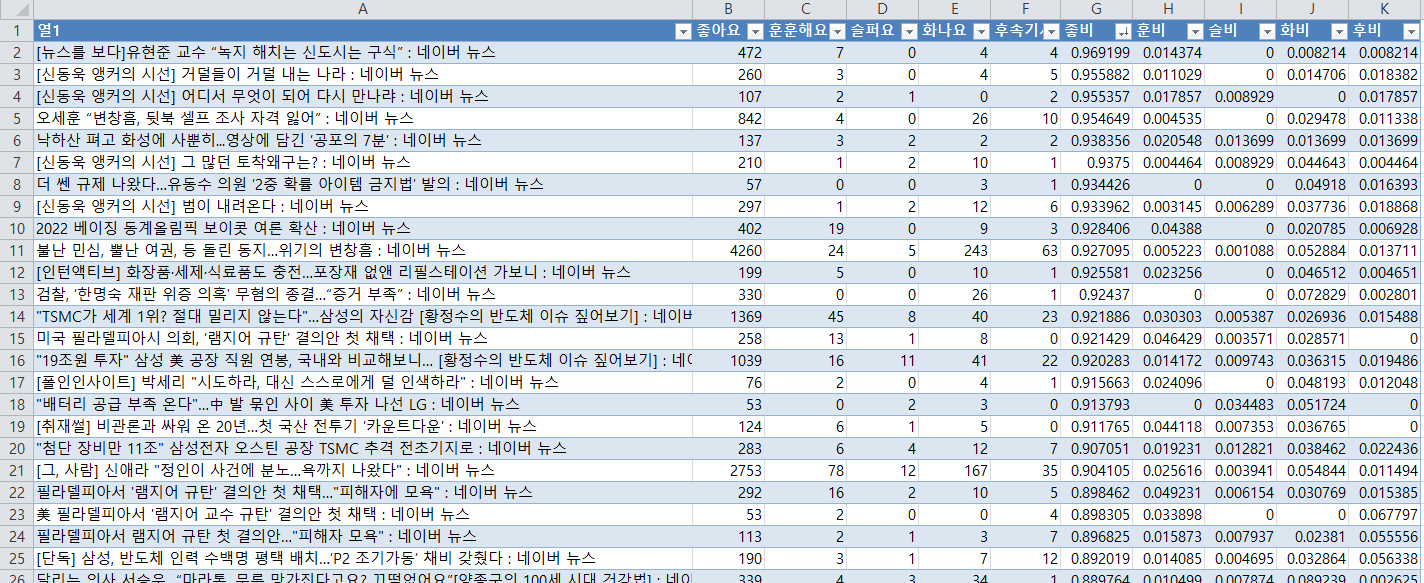 A B C D E F G H I J K
1 열1 좋아요 훈훈해요 슬퍼요 화나요 후속기 좋비 훈비 슬비 화비 후비
2 [뉴스를 보다]유현준 교수 “녹지 해치는 신도시는 구식” : 네이버 뉴스 472 7 0 4 4 0.969199 0.014374 0 0.008214 0.008214
3 [신동욱 앵커의 시선] 거덜들이 거덜 내는 나라 : 네이버 뉴스 260 3 0 4 5 0.955882 0.011029 0 0.014706 0.018382
4 [신동욱 앵커의 시선] 어디서 무엇이 되어 다시 만나랴 : 네이버 뉴스 107 2 1 0 2 0.955357 0.017857 0.008929 0 0.017857
5 오세훈 “변창흠, 뒷북 셀프 조사 자격 잃어” : 네이버 뉴스 842 4 0 26 10 0.954649 0.004535 0 0.029478 0.011338
6 낙하산 펴고 화성에 사뿐히...영상에 담긴 ‘공포의 7분’ : 네이버 뉴스 137 3 2 2 2 0.938356 0.020548 0.013699 0.013699 0.013699
7 [신동욱 앵커의 시선] 그 많던 토착왜구는? : 네이버 뉴스 210 1 2 10 1 0.9375 0.004464 0.008929 0.044643 0.004464
8 더 쎈 규제 나왔다…유동수 의원 ‘2중 확률 아이템 금지법’ 발의 : 네이버 뉴스 57 0 0 3 1 0.934426 0 0 0.04918 0.016393
9 [신동욱 앵커의 시선] 범이 내려온다 : 네이버 뉴스 297 1 2 12 6 0.933962 0.003145 0.006289 0.037736 0.018868
10 2022 베이징 동계올림픽 보이콧 여론 확산 : 네이버 뉴스 402 19 0 9 3 0.928406 0.04388 0 0.020785 0.006928
11 불난 민심, 뿔난 여권, 등 돌린 동지…위기의 변창흠 : 네이버 뉴스 4260 24 5 243 63 0.927095 0.005223 0.001088 0.052884 0.013711
12 [인턴액티브] 화장품·세제·식료품도 충전…포장재 없앤 리필스테이션 가보니 : 네이버 뉴스 199 5 0 10 1 0.925581 0.023256 0 0.046512 0.004651
13 검찰, ‘한명숙 재판 위증 의혹’ 무혐의 종결…“증거 부족” : 네이버 뉴스 330 0 0 26 1 0.92437 0 0 0.072829 0.002801
14 "TSMC가 세계 1위? 절대 밀리지 않는다"…삼성의 자신감 [황정수의 반도체 이슈 짚어보기] : 네이버 1369 45 8 40 23 0.921886 0.030303 0.005387 0.026936 0.015488
15 미국 필라델피아시 의회, ‘램지어 규탄’ 결의안 첫 채택 : 네이버 뉴스 258 13 1 8 0 0.921429 0.046429 0.003571 0.028571 0
16 "19조원 투자" 삼성 美 공장 직원 연봉, 국내와 비교해보니… [황정수의 반도체 이슈 짚어보기] : 네이 1039 16 11 41 22 0.920283 0.014172 0.009743 0.036315 0.019486
17 [폴인인사이트] 박세리 "시도하라, 대신 스스로에게 덜 인색하라" : 네이버 뉴스 76 2 0 4 1 0.915663 0.024096 0 0.048193 0.012048
18 "배터리 공급 부족 온다"…中 발 묶인 사이 美 투자 나선 LG : 네이버 뉴스 53 0 2 3 0 0.913793 0 0.034483 0.051724 0
19 [취재썰] 비관론과 싸워 온 20년…첫 국산 전투기 '카운트다운' : 네이버 뉴스 124 6 1 5 0 0.911765 0.044118 0.007353 0.036765 0
20 "첨단 장비만 11조" 삼성전자 오스틴 공장 TSMC 추격 전초기지로 : 네이버 뉴스 283 6 4 12 7 0.907051 0.019231 0.012821 0.038462 0.022436
21 [그, 사람] 신애라 "정인이 사건에 분노…욕까지 나왔다" : 네이버 뉴스 2753 78 12 167 35 0.904105 0.025616 0.003941 0.054844 0.011494
22 필라델피아서 '램지어 규탄' 결의안 첫 채택…"피해자에 모욕" : 네이버 뉴스 292 16 2 10 5 0.898462 0.049231 0.006154 0.030769 0.015385
23 美 필라델피아서 '램지어 교수 규탄' 결의안 첫 채택 : 네이버 뉴스 53 2 0 0 4 0.898305 0.033898 0 0 0.067797
24 필라델피아서 램지어 규탄 첫 결의안…"피해자 모욕" : 네이버 뉴스 113 2 1 3 7 0.896825 0.015873 0.007937 0.02381 0.055556
25 [단독] 삼성, 반도체 인력 수백명 평택 배치…‘P2 조기가동’ 채비 갖췄다 : 네이버 뉴스 190 3 1 7 12 0.892019 0.014085 0.004695 0.032864 0.056338
26 달리는 의사 서승우 “마라톤, 무릎 망가진다고요? 끄떡없어요”[양종구의 100세 시대 건강법] : 네이 339 4 3 34 1 0.889764 0.010499 0.007874 0.089239